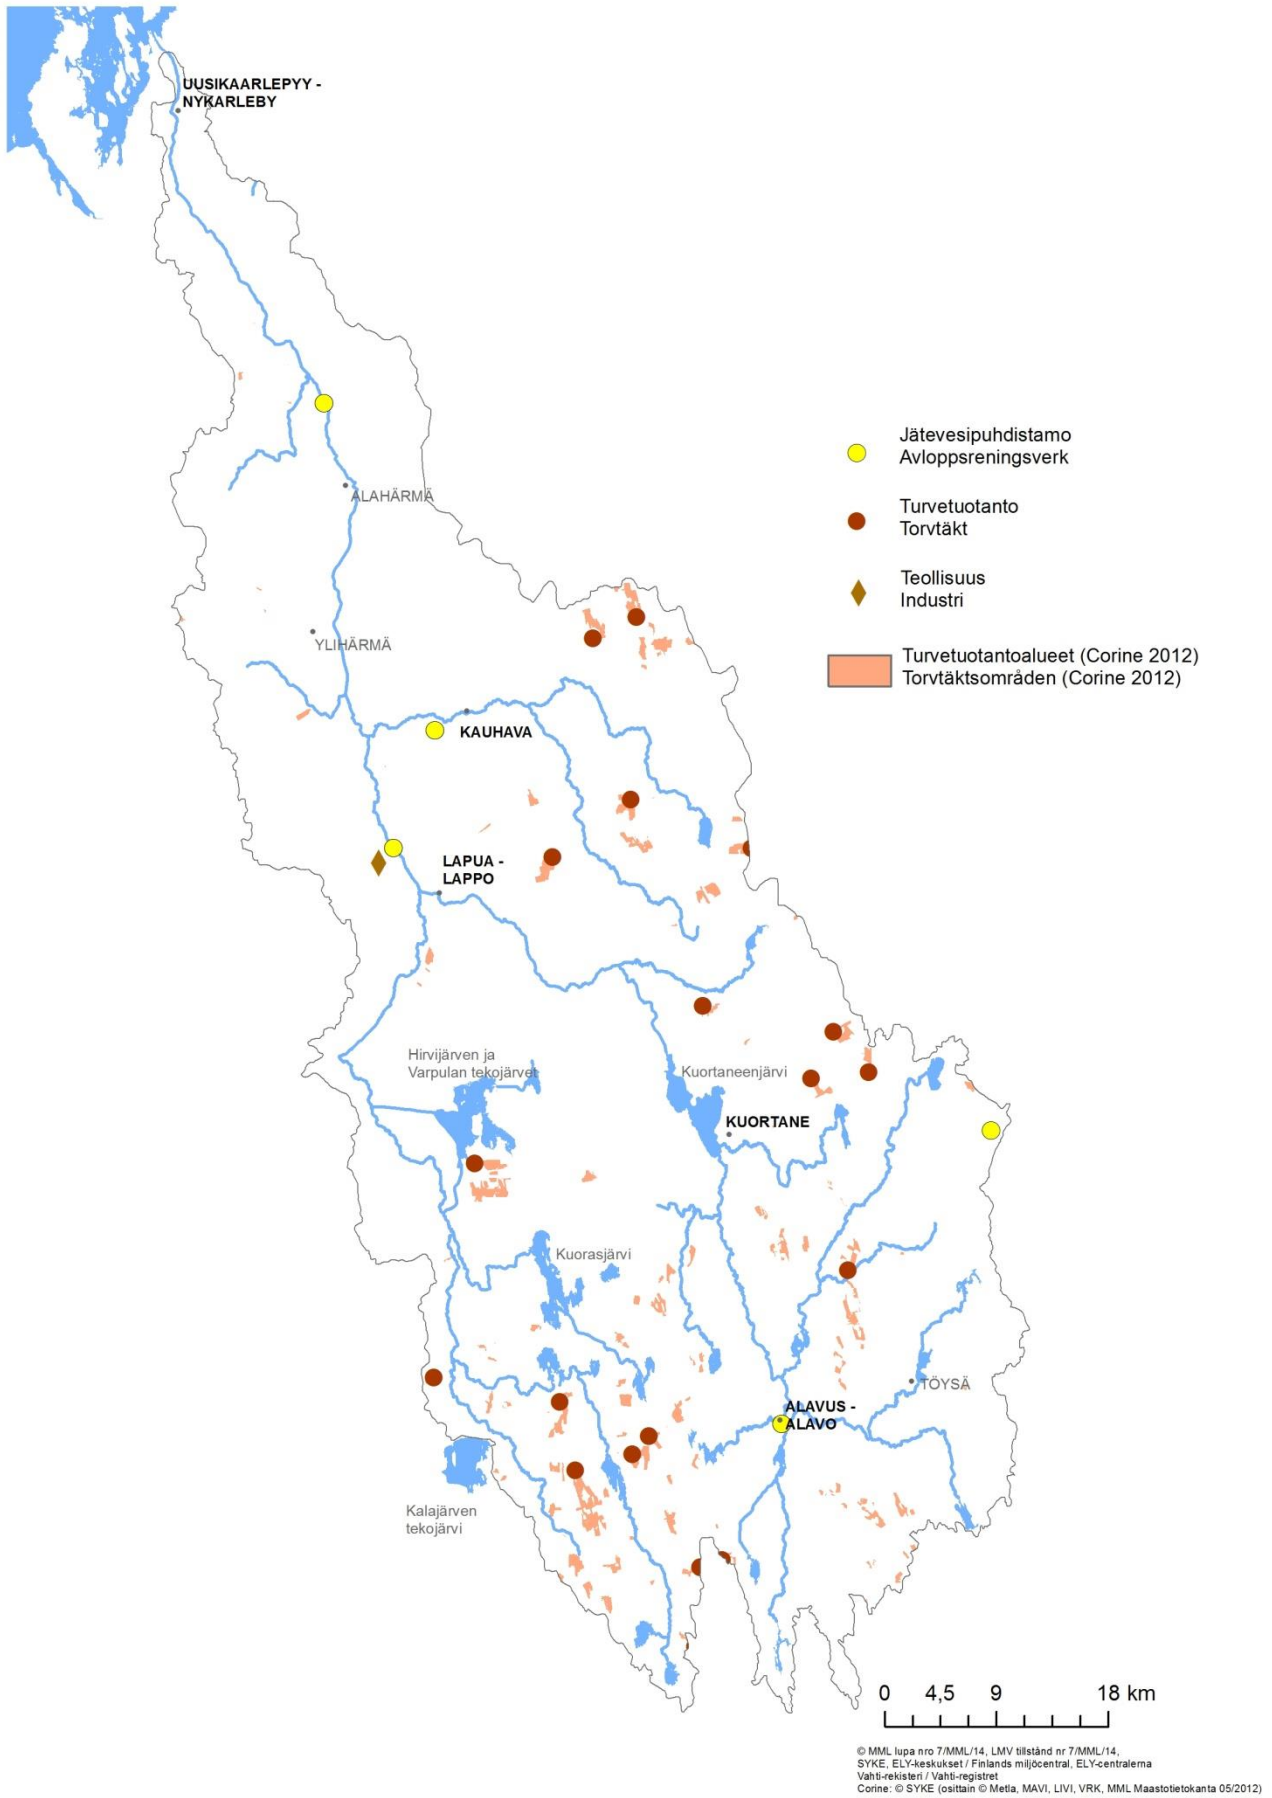 UUSIKAARLEPYY -
NYKARLEBY
ALAHÄRMÄ
Jätevesipuhdistamo
Avloppsreningsverk
Turvetuotanto
Torvtäkt
Teollisuus
Industri
Turvetuotantoalueet (Corine 2012)
Torvtäktsområden (Corine 2012)
YLIHÄRMÄ
KAUHAVA
LAPUA -
LAPPO
Hirvijärven ja
Varpulan tekojärvet
Kuortaneenjärvi
KUORTANE
Kuorasjärvi
TÖYSÄ
ALAVUS -
ALAVO
Kalajärven
tekojärvi
0 4,5 9 18 km
© MML lupa nro 7/MML/14, LMV tillstånd nr 7/MML/14,
SYKE, ELY-keskukset / Finlands miljöcentral, ELY-centralerna
Vahti-rekisteri / Vahti-registret
Corine: © SYKE (osittain © Metla, MAVI, LIVI, VRK, MML Maastotietokanta 05/2012)